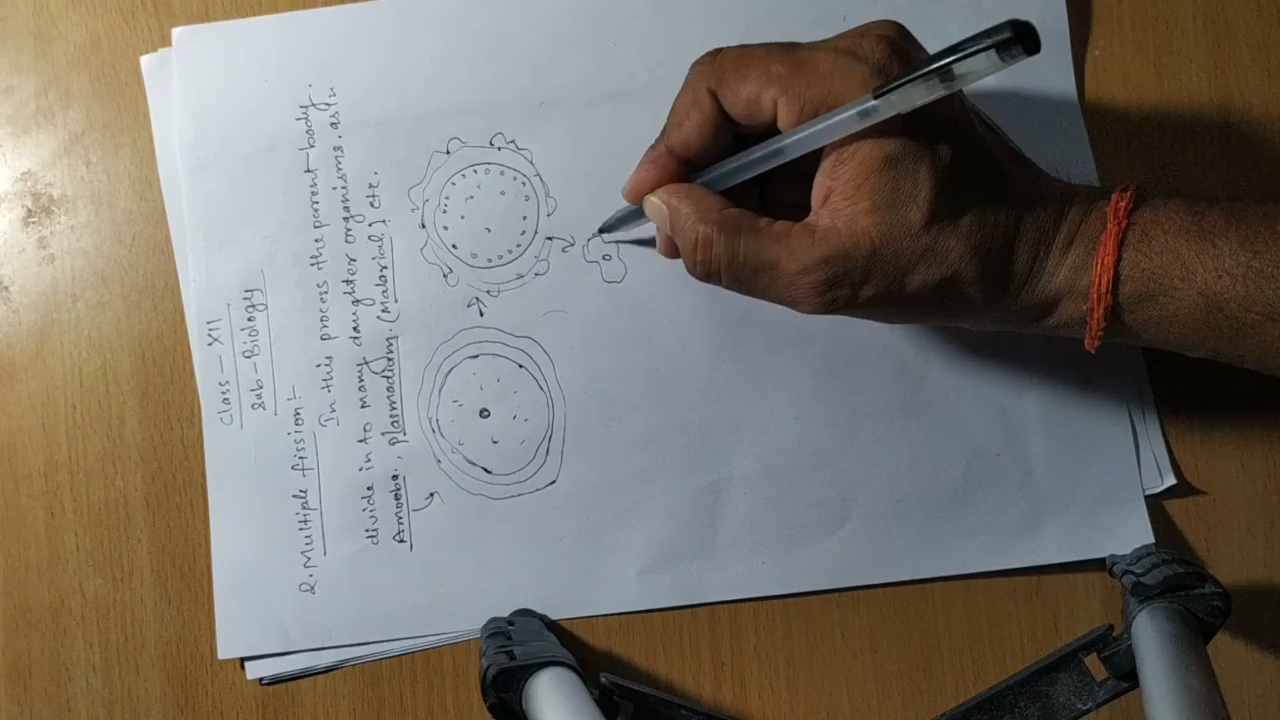 Class - XII
Sub - Biology
2. Multiple fission:-
In this process the parent body.
divide in to many daughter organisms. as in
Amoeba., plasmodium. (Malarial) etc.